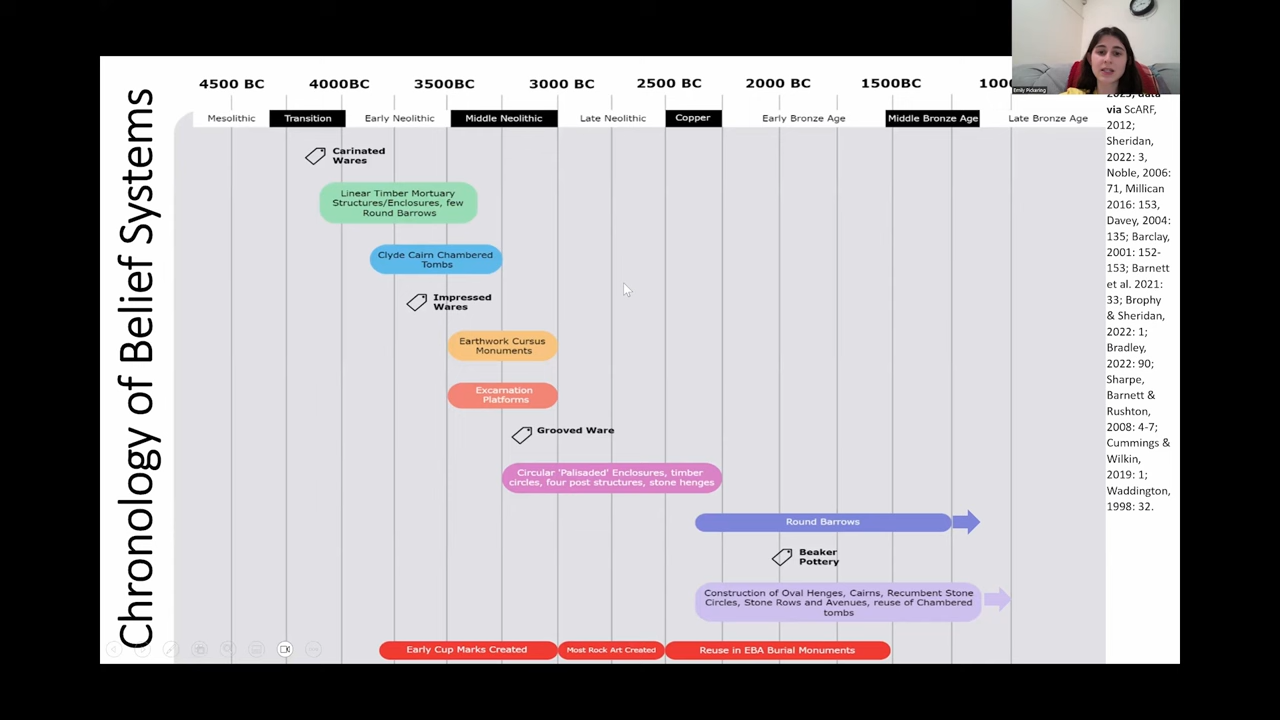 Chronology of Belief Systems
4500 BC
4000BC
3500BC
3000 BC
2500 BC
2000 BC
1500BC
Mesolithic
Transition
Early Neolithic
Middle Neolithic
Late Neolithic
Copper
Early Bronze Age
Middle Bronze Age
Late Bronze Age
Carinated
Wares
Linear Timber Mortuary
Structures/Enclosures, few
Round Barrows
Clyde Cairn Chambered
Tombs
Impressed
Wares
Earthwork Cursus
Monuments
Excarnation
Platforms
Grooved Ware
Circular 'Palisaded' Enclosures, timber
circles, four post structures, stone henges
Round Barrows
Beaker
Pottery
Construction of Oval Henges, Cairns, Recumbent Stone
Circles, Stone Rows and Avenues, reuse of Chambered
tombs
Early Cup Marks Created
Most Rock Art Created
Reuse in EBA Burial Monuments
Emily Pickering
via ScARF,
2012;
Sheridan,
2022: 3,
Noble, 2006:
71, Millican
2016: 153,
Davey, 2004:
135; Barclay,
2001: 152-
153; Barnett
et al. 2021:
33; Brophy
& Sheridan,
2022: 1;
Bradley,
2022: 90;
Sharpe,
Barnett &
Rushton,
2008: 4-7;
Cummings &
Wilkin,
2019: 1;
Waddington,
1998: 32.